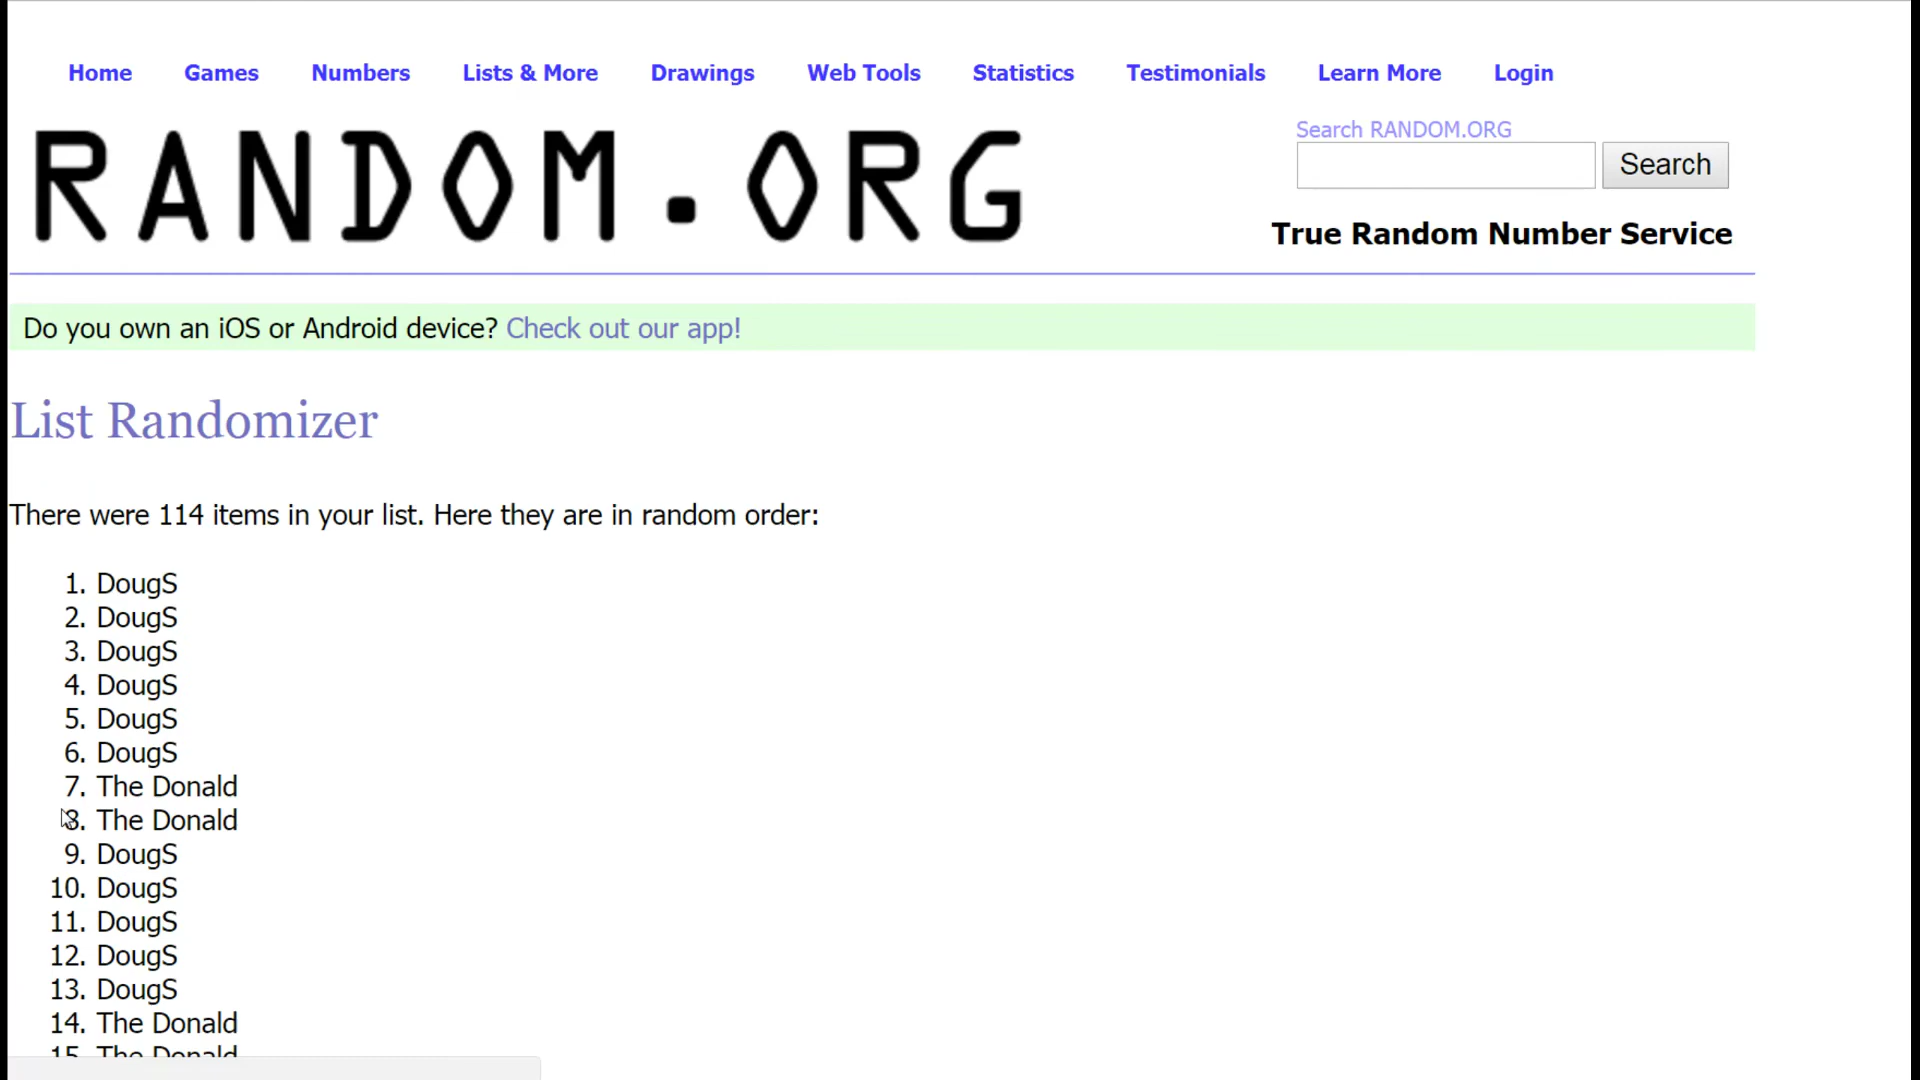 Home Games Numbers Lists & More Drawings Web Tools Statistics Testimonials Learn More Login
RANDOM.ORG
Search RANDOM.ORG
Search
True Random Number Service
Do you own an iOS or Android device? Check out our app!
List Randomizer
There were 114 items in your list. Here they are in random order:
1. DougS
2. DougS
3. DougS
4. DougS
5. DougS
6. DougS
7. The Donald
8. The Donald
9. DougS
10. DougS
11. DougS
12. DougS
13. DougS
14. The Donald
15. The Donald